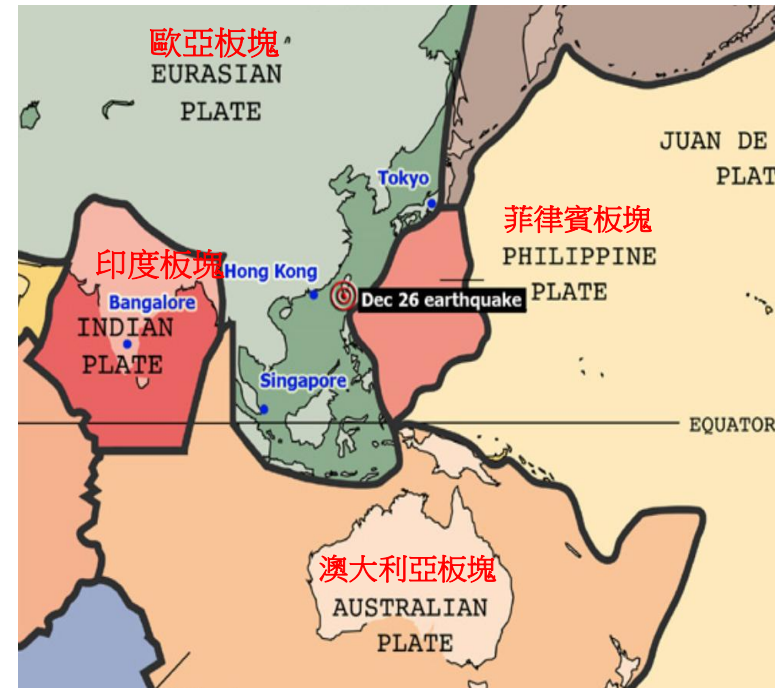 歐亞板塊
EURASIAN
PLATE
JUAN DE
PLAT
Tokyo
菲律賓板塊
PHILIPPINE
PLATE
印度板塊
Hong Kong
Bangalore
Dec 26 earthquake
INDIAN
PLATE
Singapore
EQUATOR
澳大利亞板塊
AUSTRALIAN
PLATE